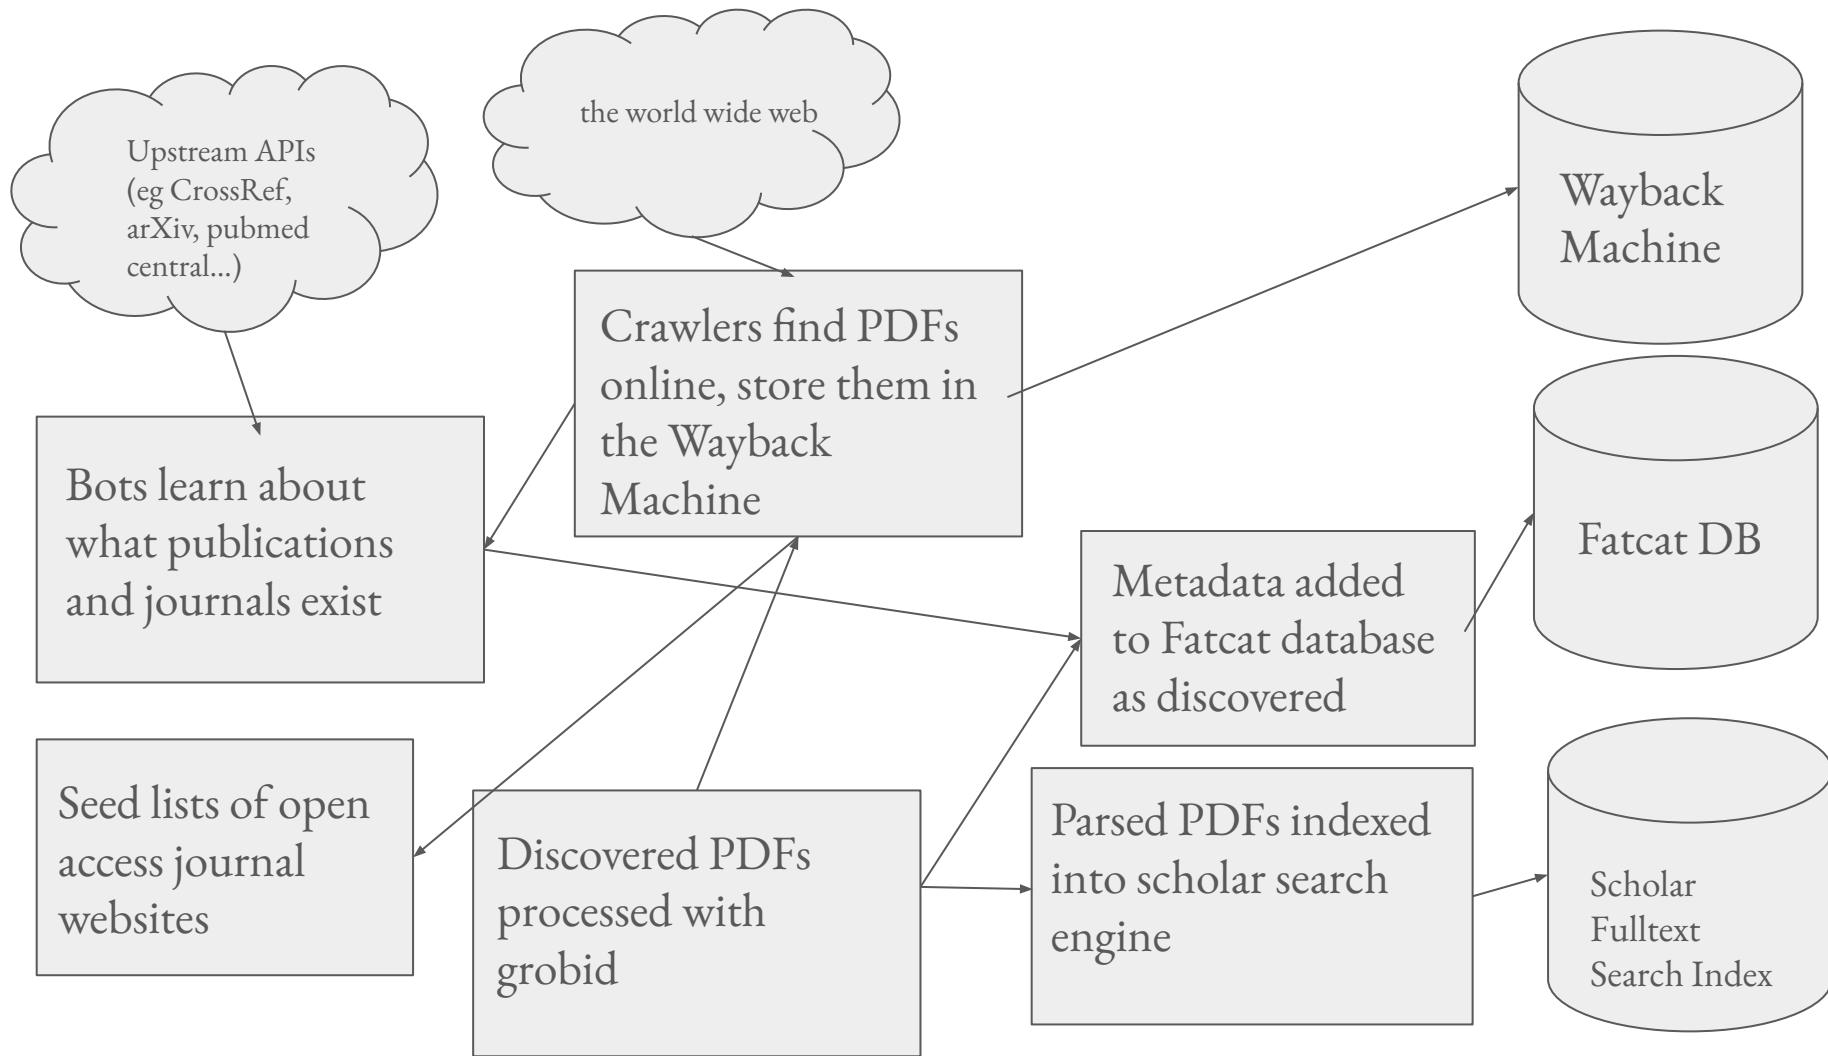 the world wide web
Upstream APIs
(eg CrossRef,
arXiv, pubmed
central...)
Wayback
Machine
Crawlers find PDFs
online, store them in
the Wayback
Machine
Bots learn about
what publications
and journals exist
Metadata added
to Fatcat database
as discovered
Fatcat DB
Seed lists of open
access journal
websites
Discovered PDFs
processed with
grobid
Parsed PDFs indexed
into scholar search
engine
Scholar
Fulltext
Search Index